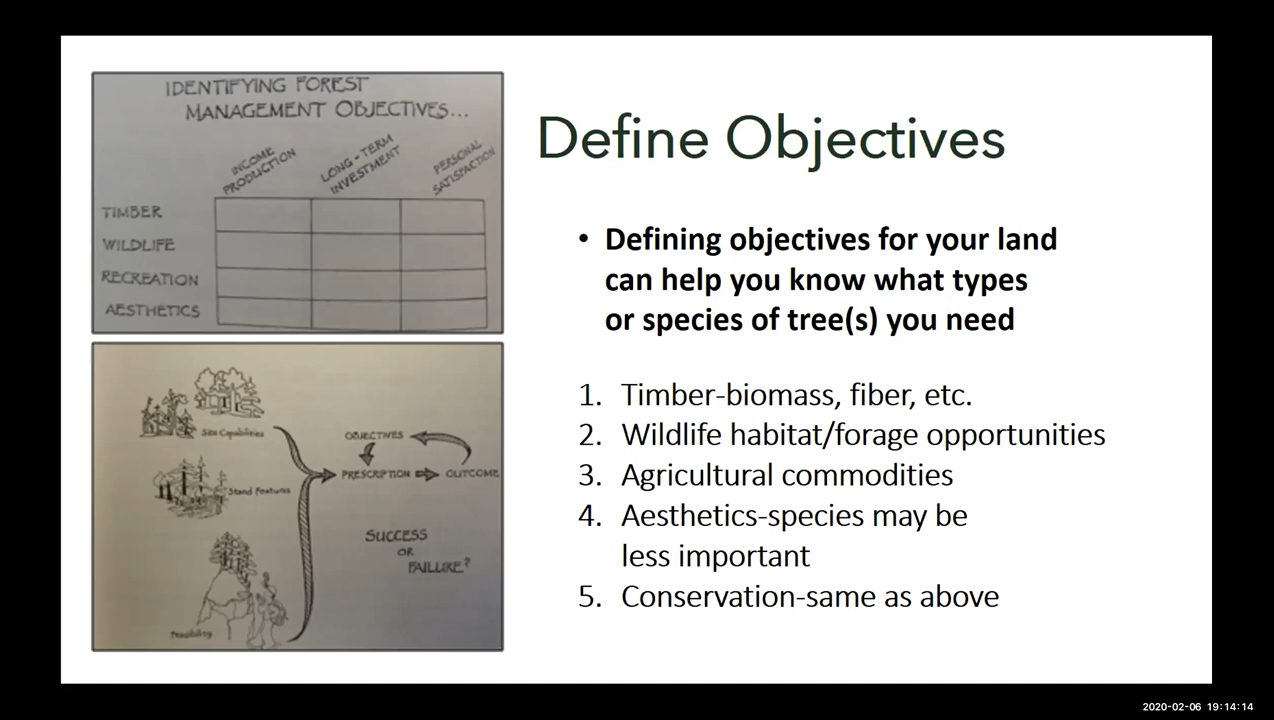 IDENTIFYING FOREST
MANAGEMENT OBJECTIVES...
INCOME
PRODUCTION
LONG-TERM
INVESTMENT
PERSONAL
SATISFACTION
TIMBER
WILDLIFE
RECREATION
AESTHETICS
Site Capabilities
Stand Features
Feasibility
OBJECTIVES
PRESCRIPTION
OUTCOME
SUCCESS
OR
FAILURE?
Define Objectives
• Defining objectives for your land
can help you know what types
or species of tree(s) you need
1. Timber-biomass, fiber, etc.
2. Wildlife habitat/forage opportunities
3. Agricultural commodities
4. Aesthetics-species may be
less important
5. Conservation-same as above
2020-02-06 19:14:14